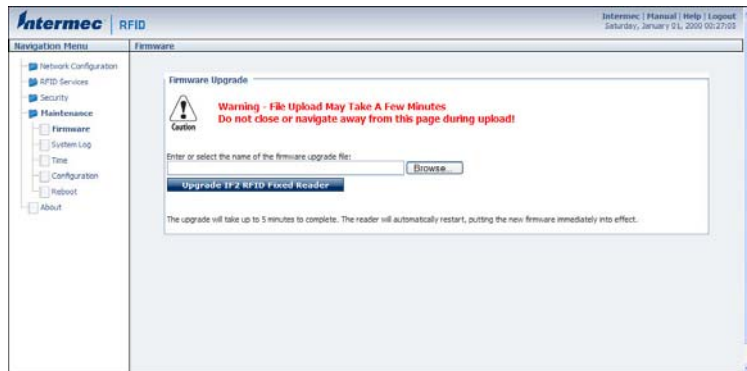 Intermec | RFID
Intermec | Manual | Help | Logout
Saturday, January 01, 2000 00:27:05
Navigation Menu
Firmware
Network Configuration
RFID Services
Security
Maintenance
Firmware
System Log
Time
Configuration
Reboot
About
Firmware Upgrade
Caution
Warning - File Upload May Take A Few Minutes
Do not close or navigate away from this page during upload!
Enter or select the name of the firmware upgrade file:
Browse...
Upgrade IF2 RFID Fixed Reader
The upgrade will take up to 5 minutes to complete. The reader will automatically restart, putting the new firmware immediately into effect.